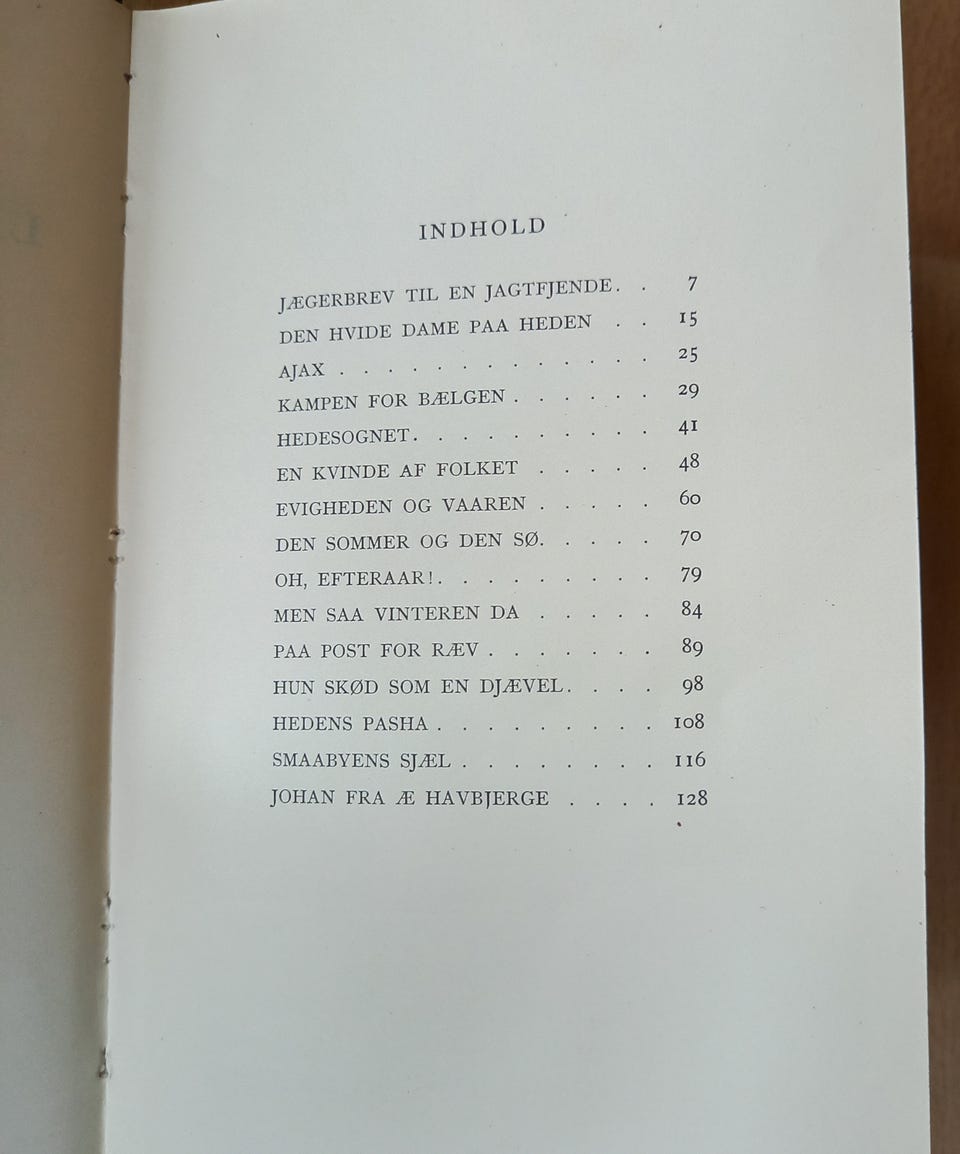 INDHOLD
JÆGERBREV TIL EN JAGTFJENDE. . 7
DEN HVIDE DAME PAA HEDEN . . 15
AJAX . . . . . . . . . . . . 25
KAMPEN FOR BÆLGEN . . . . . . 29
HEDESOGNET. . . . . . . . . . 41
EN KVINDE AF FOLKET . . . . . 48
EVIGHEDEN OG VAAREN . . . . . 60
DEN SOMMER OG DEN SØ. . . . . 70
OH, EFTERAAR!. . . . . . . . . 79
MEN SAA VINTEREN DA . . . . . 84
PAA POST FOR RÆV . . . . . . . 89
HUN SKØD SOM EN DJÆVEL. . . . 98
HEDENS PASHA . . . . . . . . . 108
SMAABYENS SJÆL . . . . . . . . 116
JOHAN FRA Æ HAVBJERGE . . . . 128